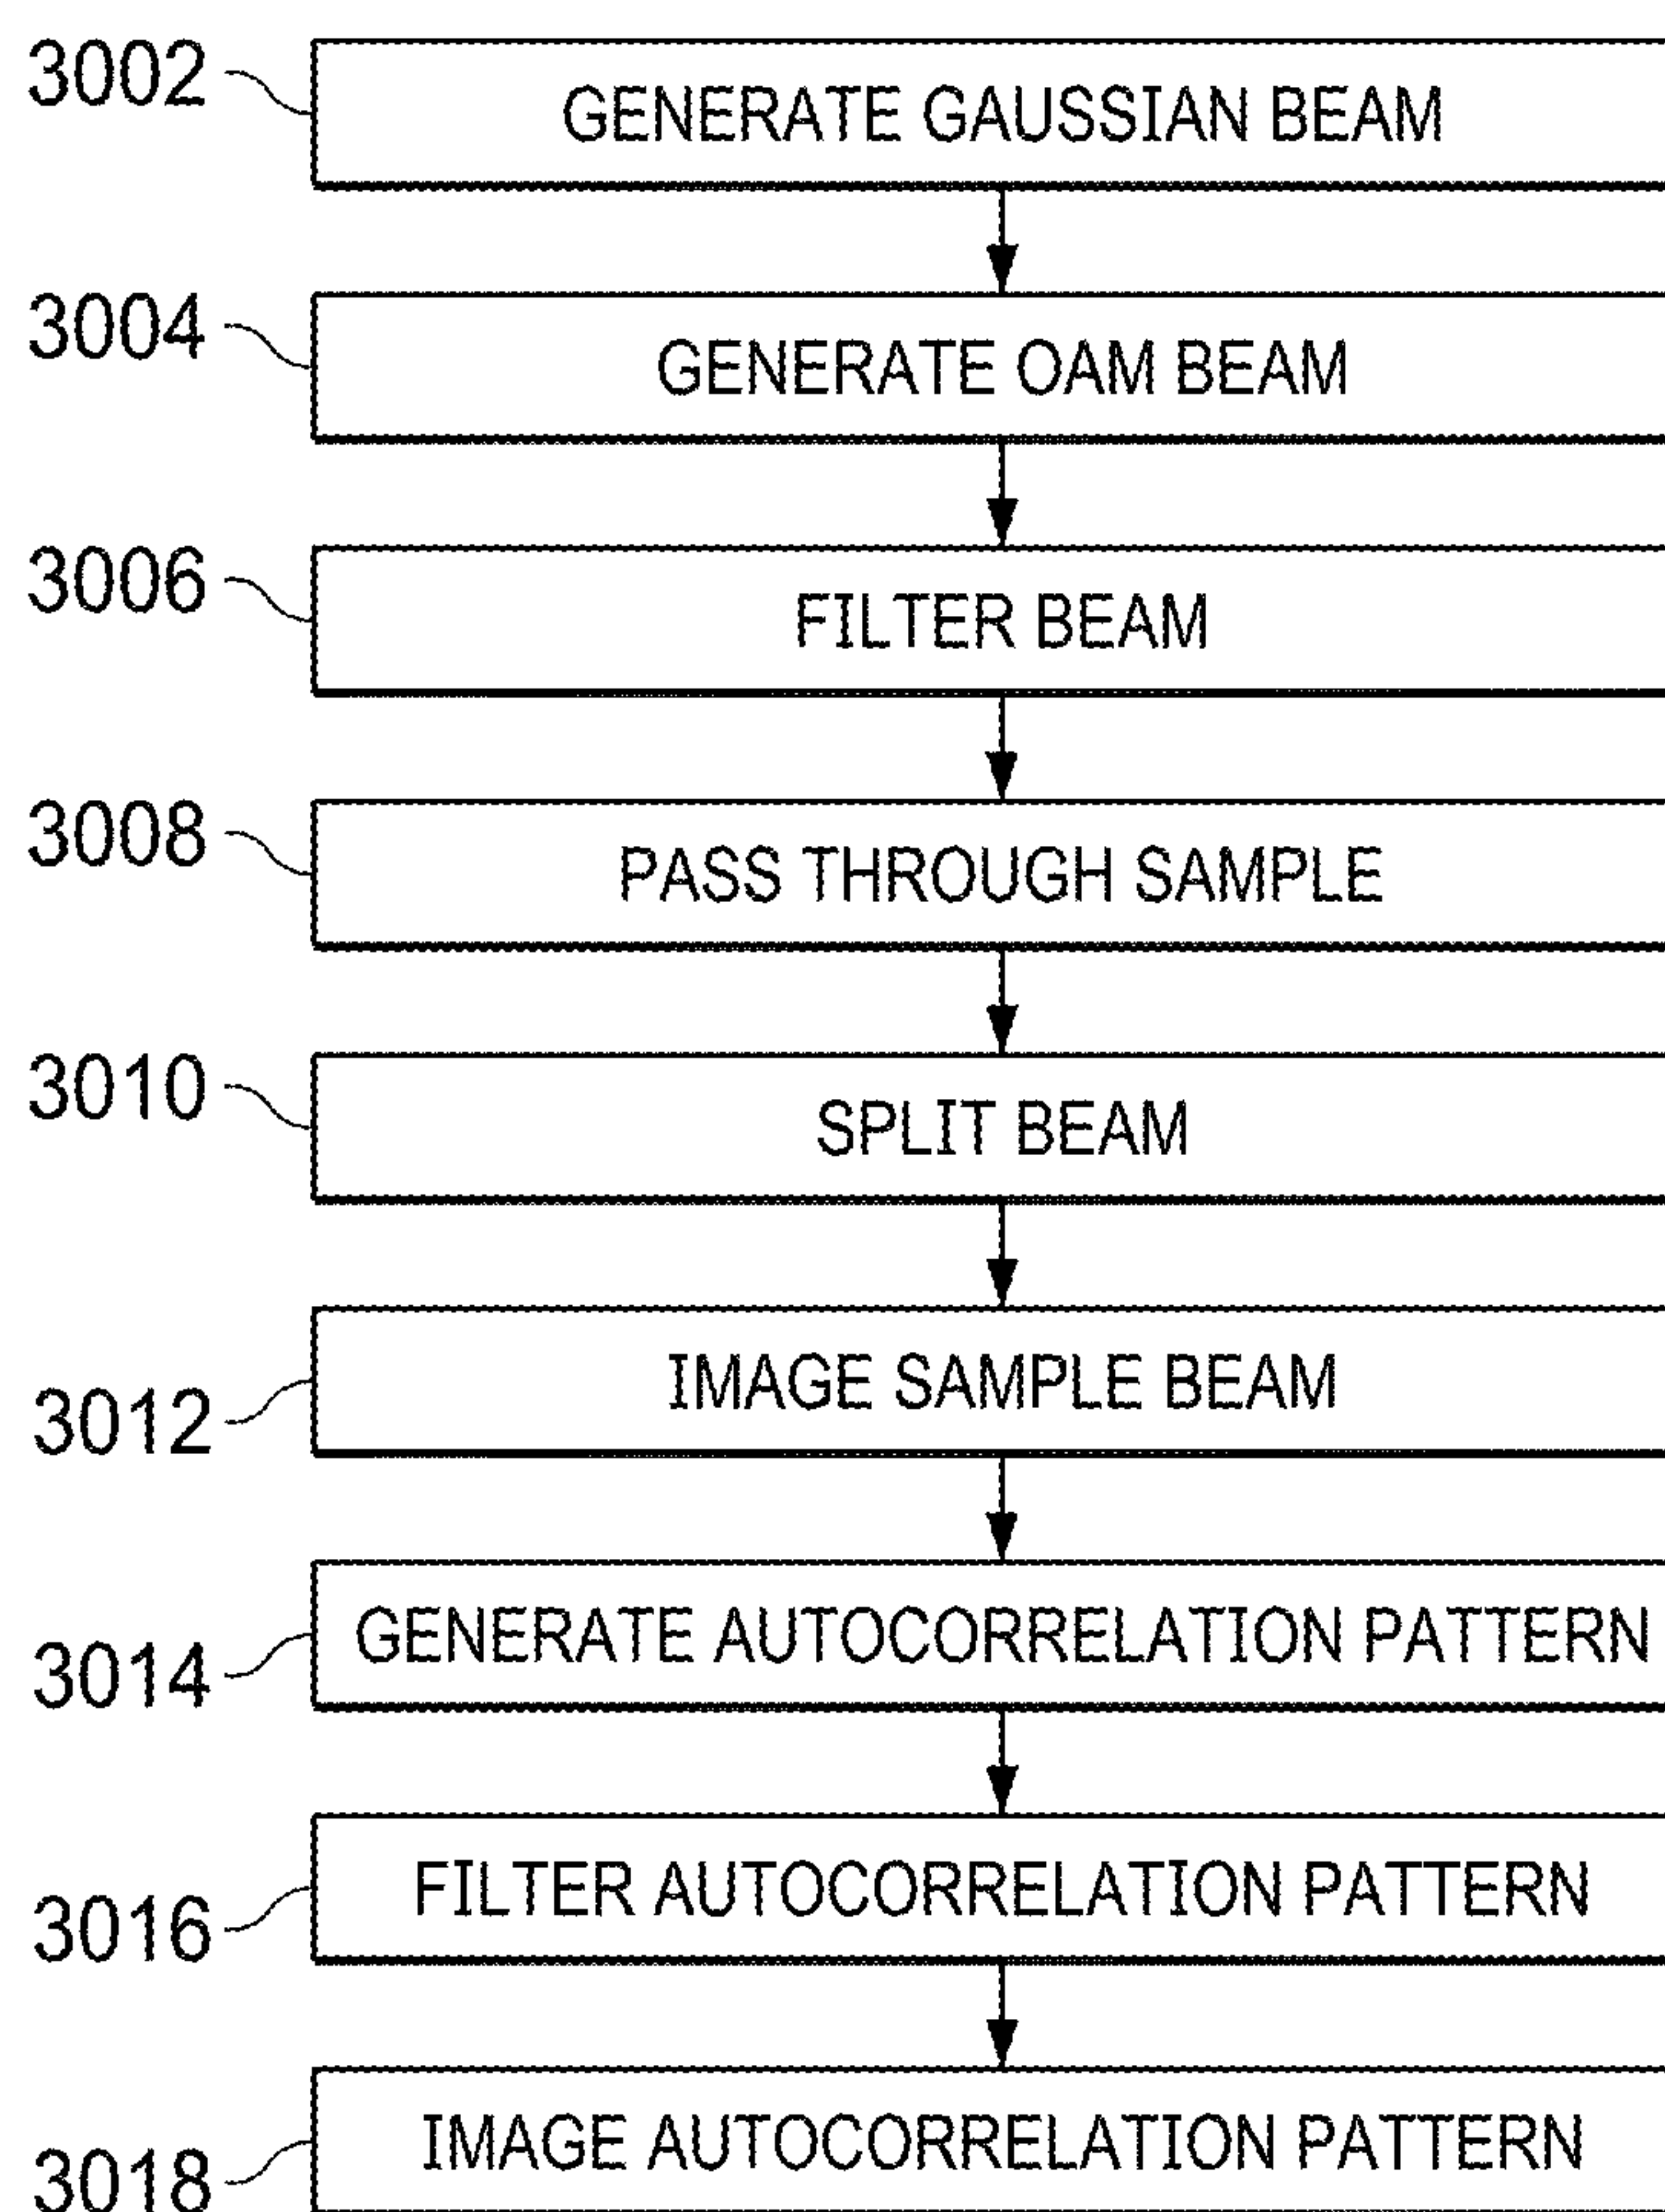 3002 GENERATE GAUSSIAN BEAM
3004 GENERATE OAM BEAM
3006 FILTER BEAM
3008 PASS THROUGH SAMPLE
3010 SPLIT BEAM
3012 IMAGE SAMPLE BEAM
3014 GENERATE AUTOCORRELATION PATTERN
3016 FILTER AUTOCORRELATION PATTERN
3018 IMAGE AUTOCORRELATION PATTERN